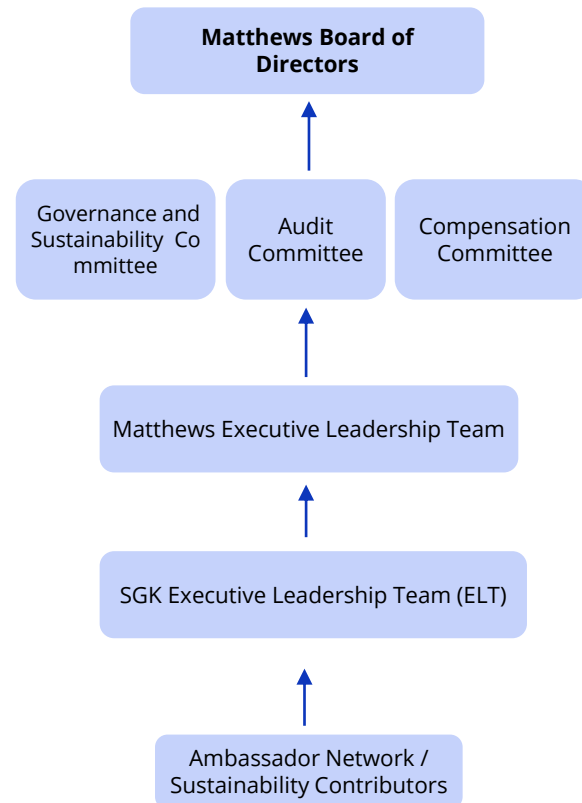 Matthews Board of
Directors
Governance and
Sustainability Co
mmittee
Audit
Committee
Compensation
Committee
Matthews Executive Leadership Team
SGK Executive Leadership Team (ELT)
Ambassador Network /
Sustainability Contributors